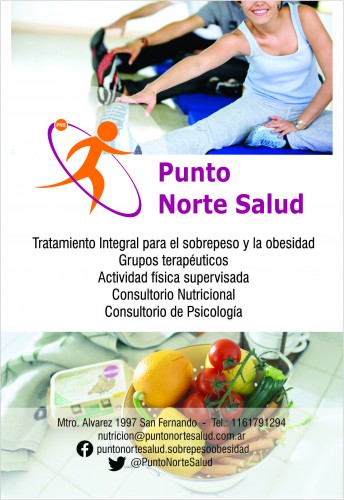 PNS
Punto
Norte Salud
Tratamiento Integral para el sobrepeso y la obesidad
Grupos terapéuticos
Actividad física supervisada
Consultorio Nutricional
Consultorio de Psicología
Mtro. Alvarez 1997 San Fernando - Tel.: 1161791294
nutricion@puntonortesalud.com.ar
puntonortesalud.sobrepesoobesidad
@PuntoNorteSalud